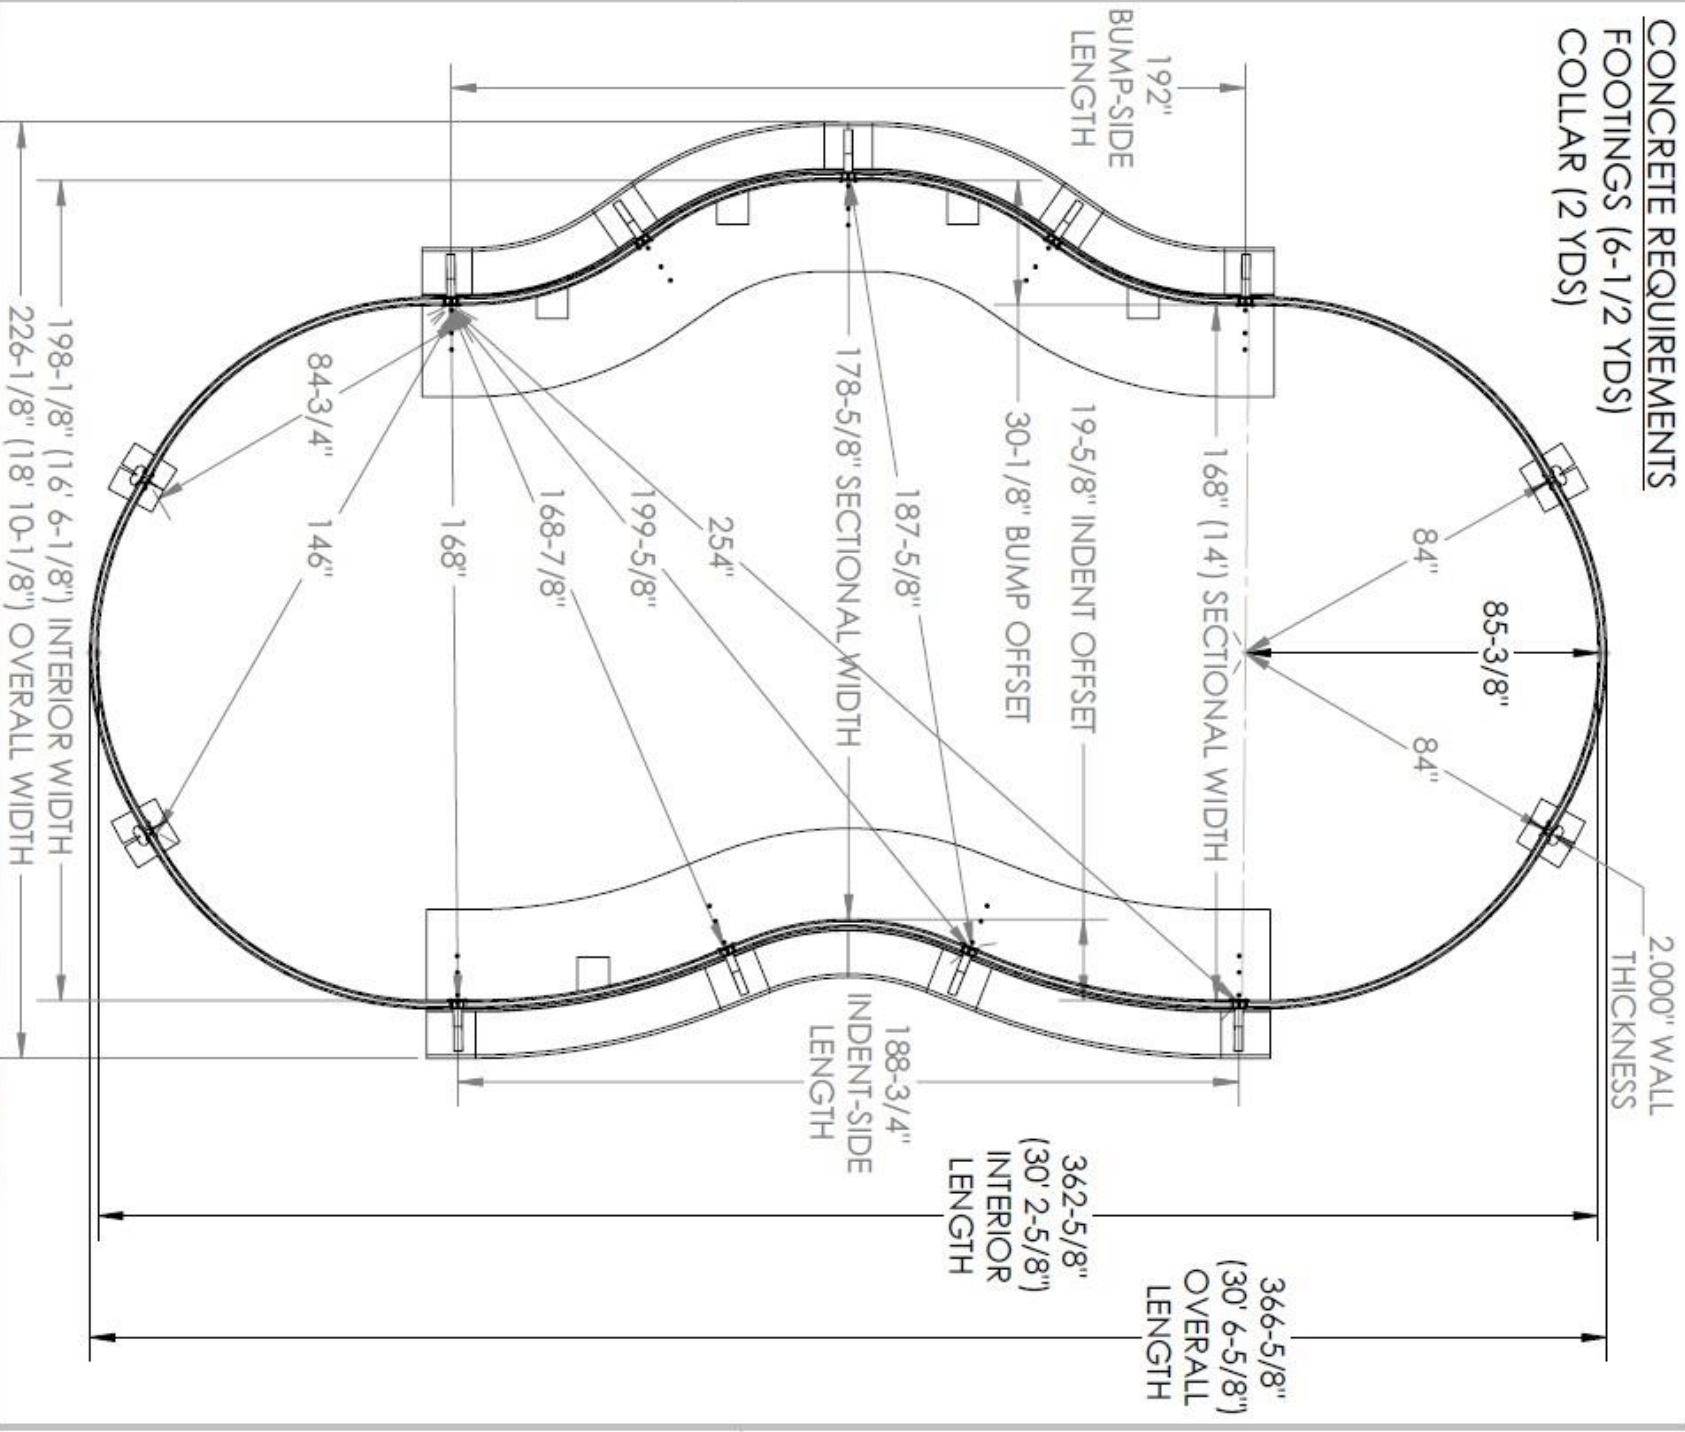 CONCRETE REQUIREMENTS
FOOTINGS (6-1/2 YDS)
COLLAR (2 YDS)
192"
BUMP-SIDE
LENGTH
84"
85-3/8"
84"
2.000" WALL
THICKNESS
168" (14') SECTIONAL WIDTH
19-5/8" INDENT OFFSET
30-1/8" BUMP OFFSET
187-5/8"
178-5/8" SECTIONAL WIDTH
254"
199-5/8"
168-7/8"
168"
146"
84-3/4"
198-1/8" (16' 6-1/8") INTERIOR WIDTH
226-1/8" (18' 10-1/8") OVERALL WIDTH
188-3/4"
INDENT-SIDE
LENGTH
362-5/8"
(30' 2-5/8")
INTERIOR
LENGTH
366-5/8"
(30' 6-5/8")
OVERALL
LENGTH